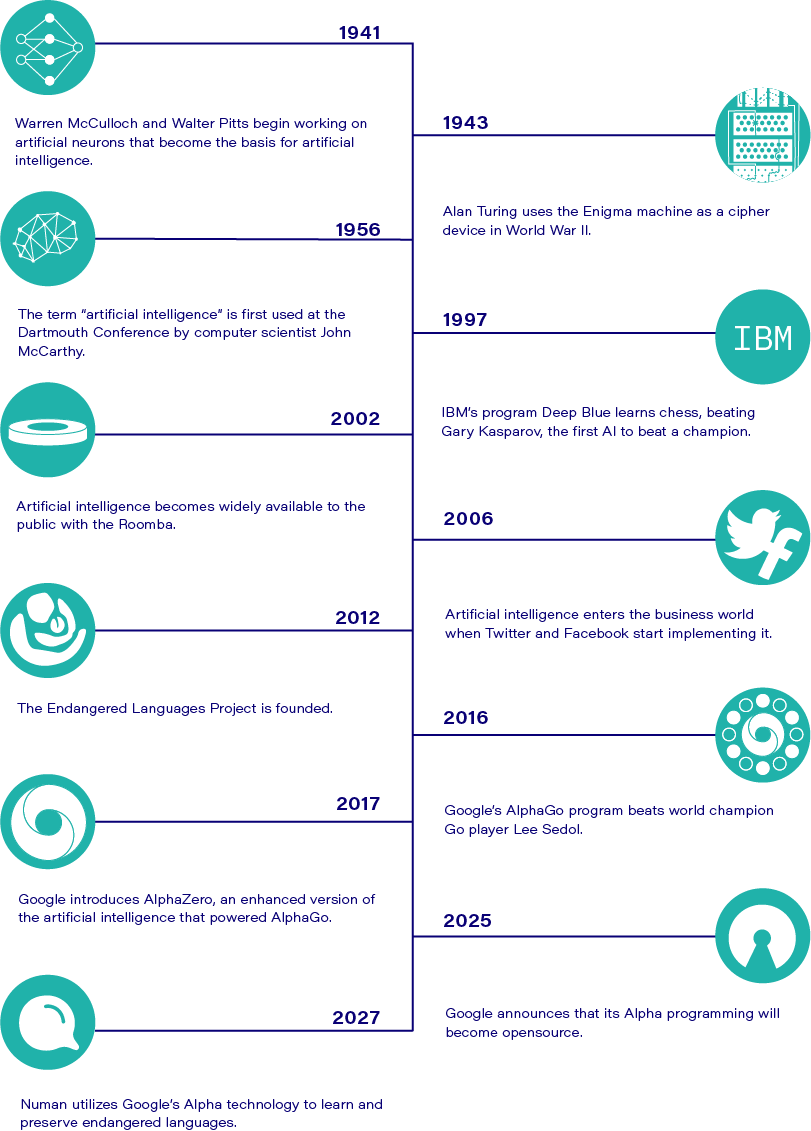 1941
Warren McCulloch and Walter Pitts begin working on
artificial neurons that become the basis for artificial
intelligence.
1943
Alan Turing uses the Enigma machine as a cipher
device in World War II.
1956
The term "artificial intelligence" is first used at the
Dartmouth Conference by computer scientist John
McCarthy.
1997
IBM
IBM's program Deep Blue learns chess, beating
Gary Kasparov, the first AI to beat a champion.
2002
Artificial intelligence becomes widely available to the
public with the Roomba.
2006
Artificial intelligence enters the business world
when Twitter and Facebook start implementing it.
2012
The Endangered Languages Project is founded.
2016
Google's AlphaGo program beats world champion
Go player Lee Sedol.
2017
Google introduces AlphaZero, an enhanced version of
the artificial intelligence that powered AlphaGo.
2025
Google announces that its Alpha programming will
become opensource.
2027
Numan utilizes Google's Alpha technology to learn and
preserve endangered languages.